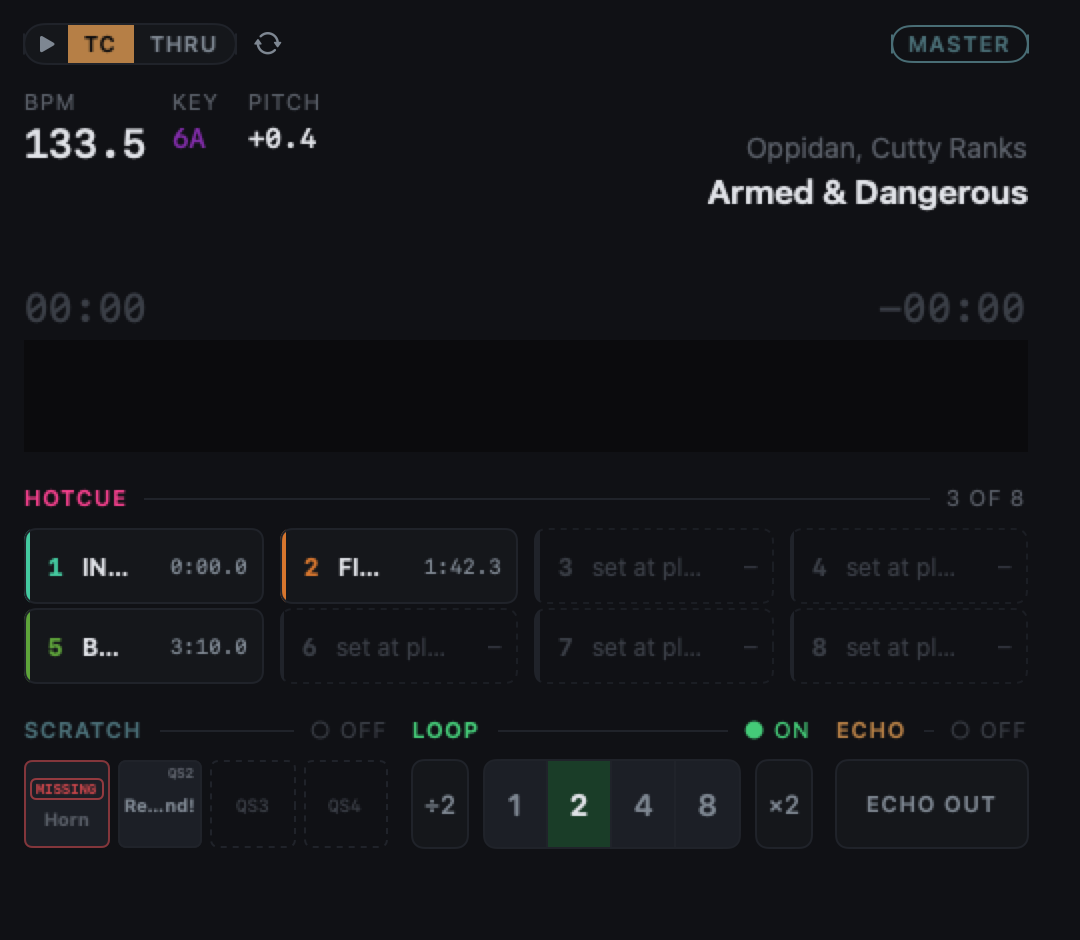 TC THRU MASTER
BPM KEY PITCH
133.5 6A +0.4
Oppidan, Cutty Ranks
Armed & Dangerous
00:00 −00:00
HOTCUE 3 OF 8
1 IN... 0:00.0 2 Fl... 1:42.3 3 set at pl... – 4 set at pl... –
5 B... 3:10.0 6 set at pl... – 7 set at pl... – 8 set at pl... –
SCRATCH OFF LOOP ON ECHO OFF
MISSING Horn QS2 Re...nd! QS3 QS4 ÷2 1 2 4 8 ×2 ECHO OUT